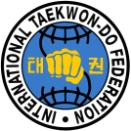 INTERNATIONAL TAEKWON-DO FEDERATION
태 권